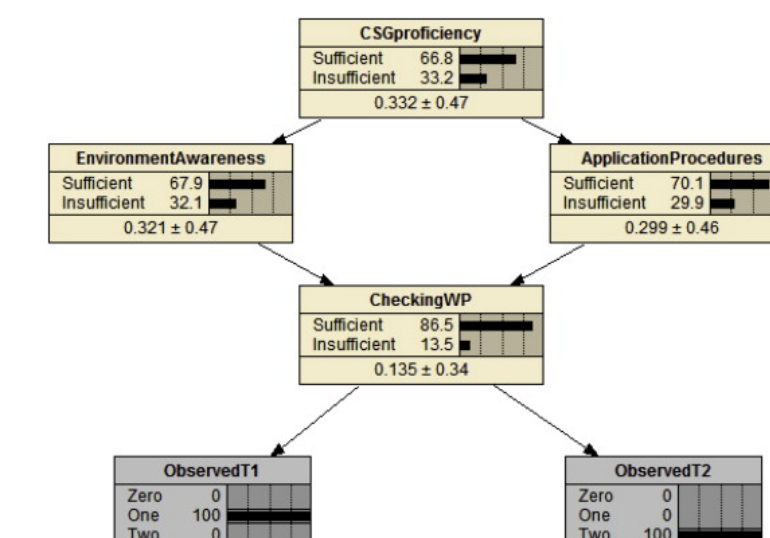 CSGproficiency
Sufficient 66.8
Insufficient 33.2
0.332 ± 0.47
EnvironmentAwareness
Sufficient 67.9
Insufficient 32.1
0.321 ± 0.47
ApplicationProcedures
Sufficient 70.1
Insufficient 29.9
0.299 ± 0.46
CheckingWP
Sufficient 86.5
Insufficient 13.5
0.135 ± 0.34
ObservedT1
Zero 0
One 100
Two 0
ObservedT2
Zero 0
One 0
Two 100